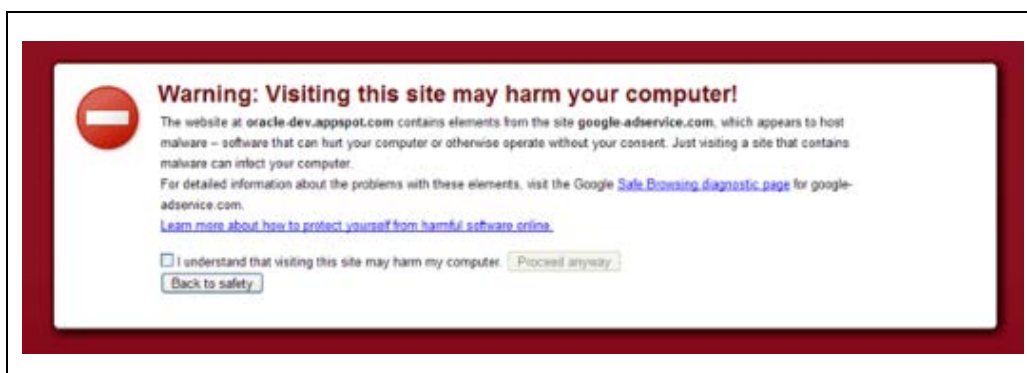 Warning: Visiting this site may harm your computer!
The website at oracle-dev.appspot.com contains elements from the site google-adservice.com, which appears to host
malware – software that can hurt your computer or otherwise operate without your consent. Just visiting a site that contains
malware can infect your computer.
For detailed information about the problems with these elements, visit the Google Safe Browsing diagnostic page for google-
adservice.com.
Learn more about how to protect yourself from harmful software online.
I understand that visiting this site may harm my computer. Proceed anyway
Back to safety